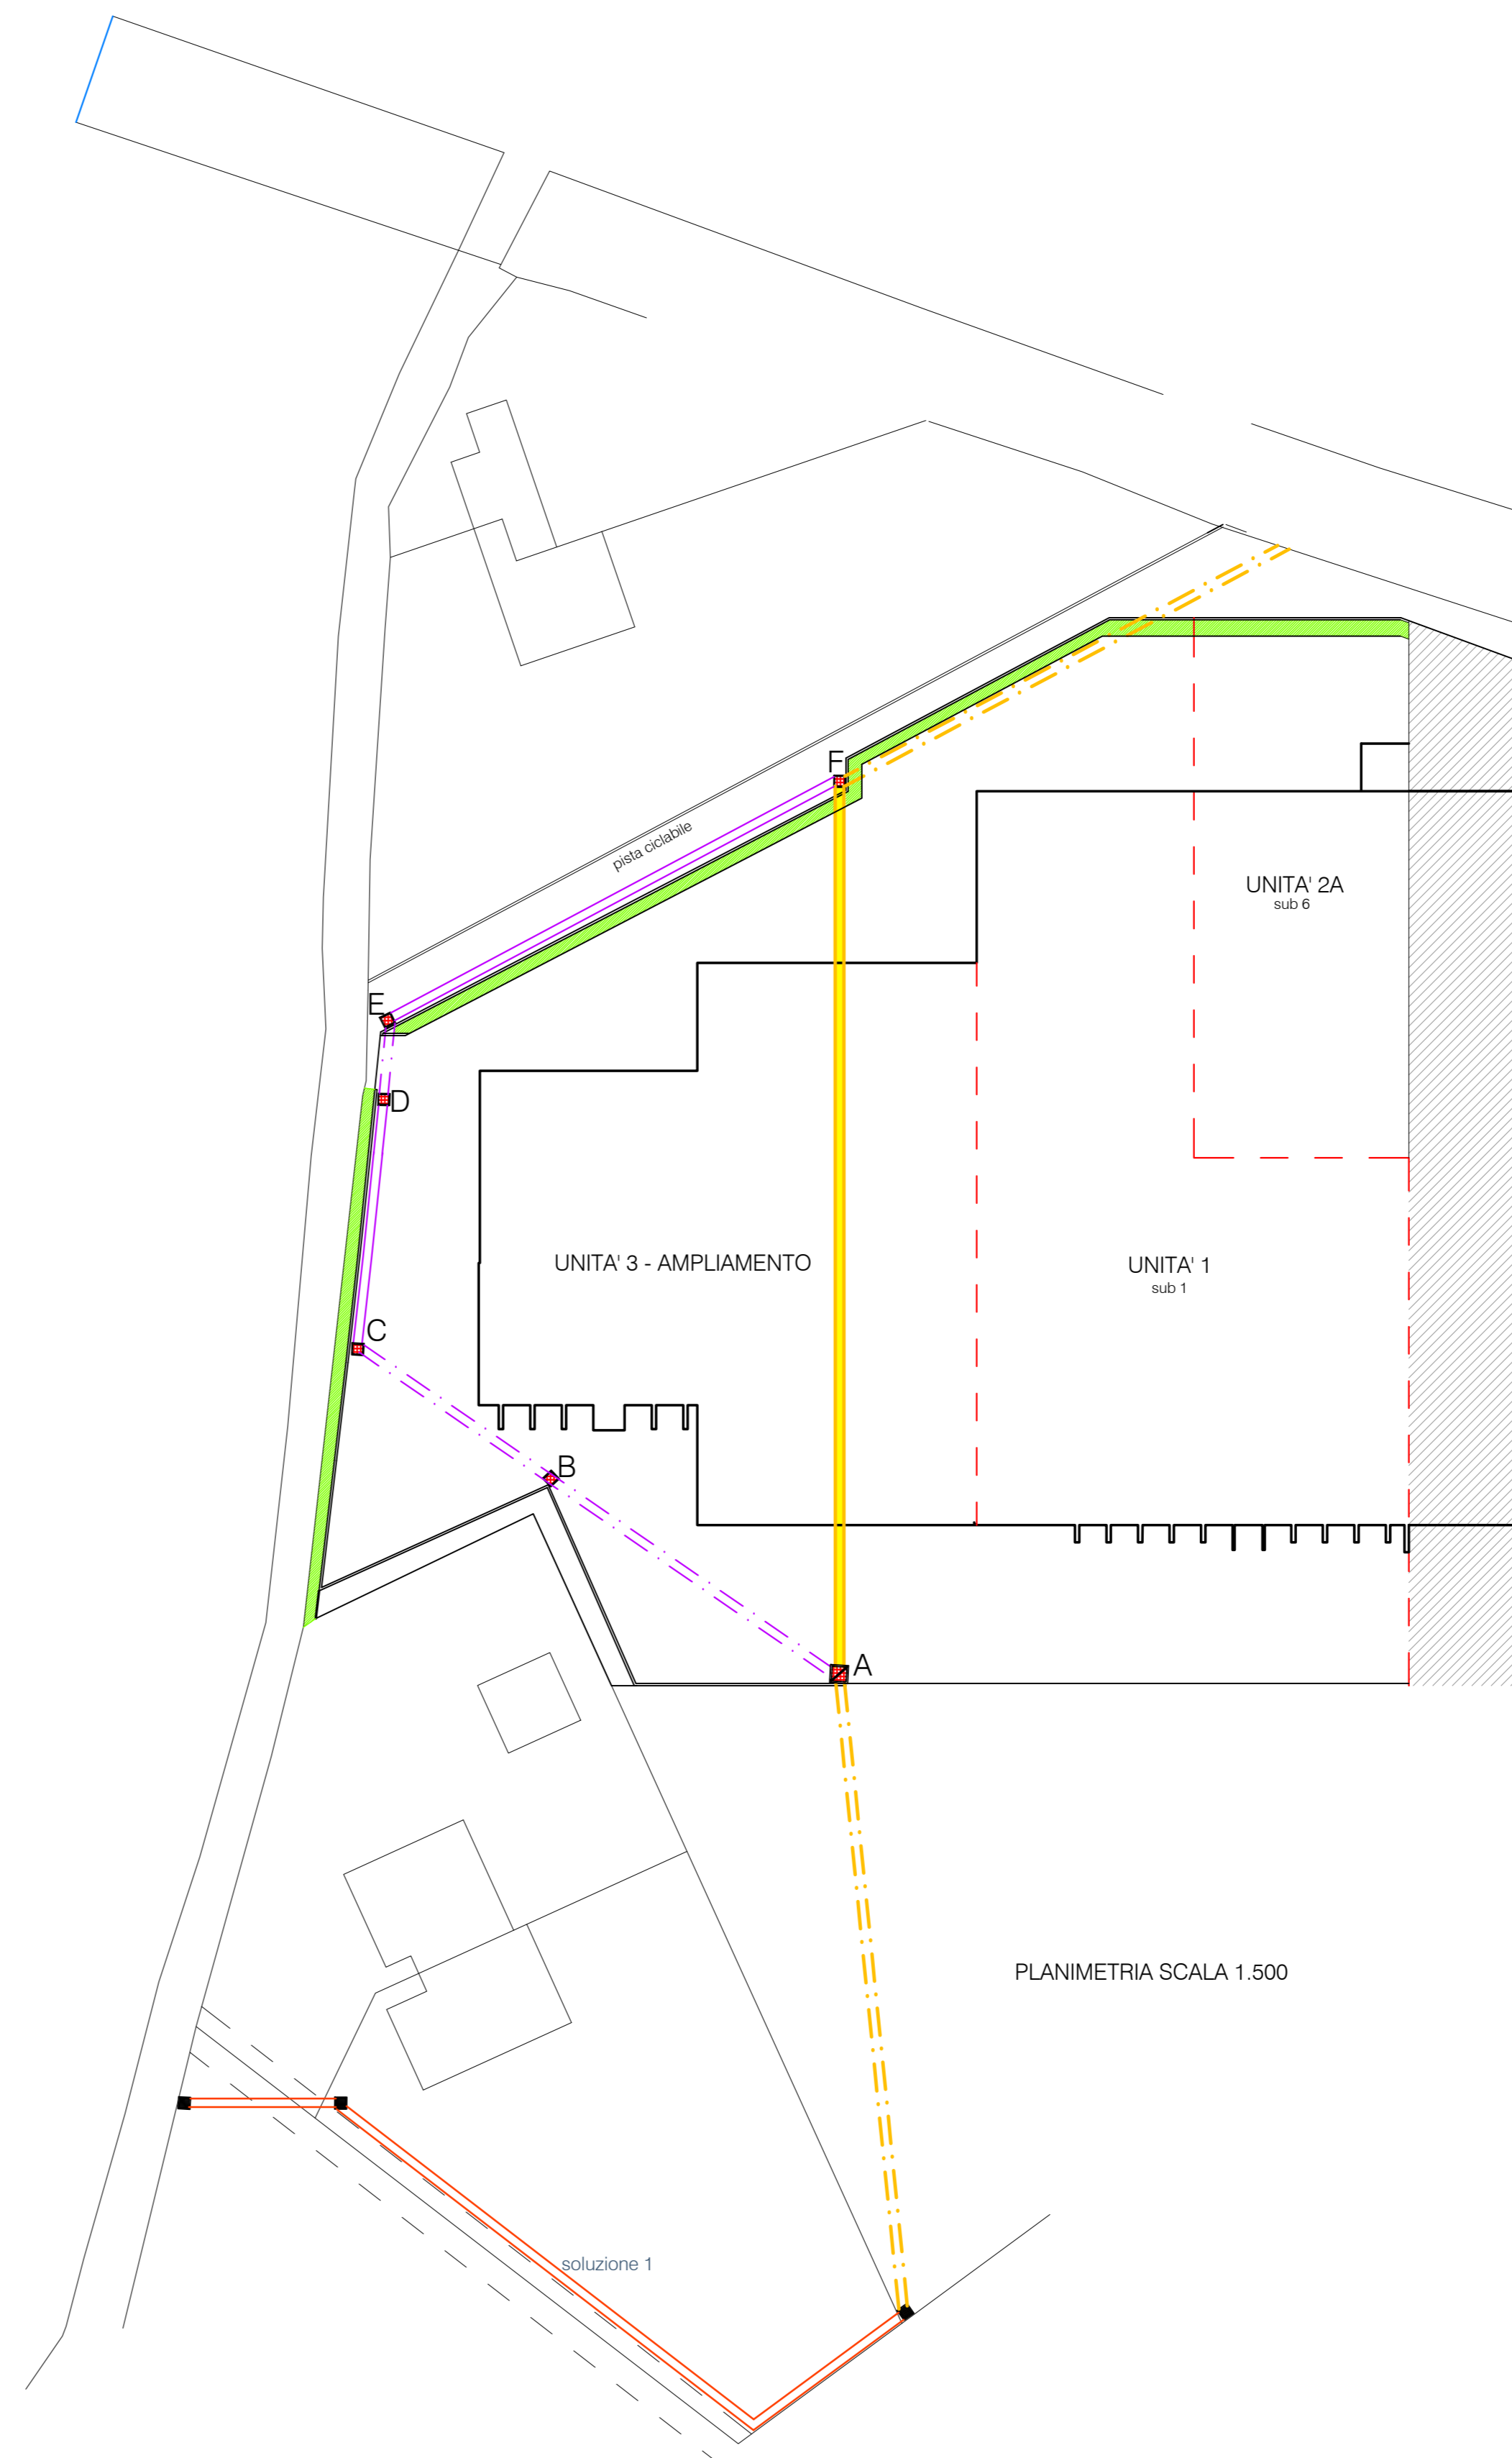 F
pista ciclabile
UNITA' 2A
sub 6
E
D
UNITA' 3 - AMPLIAMENTO
UNITA' 1
sub 1
C
B
A
PLANIMETRIA SCALA 1.500
soluzione 1